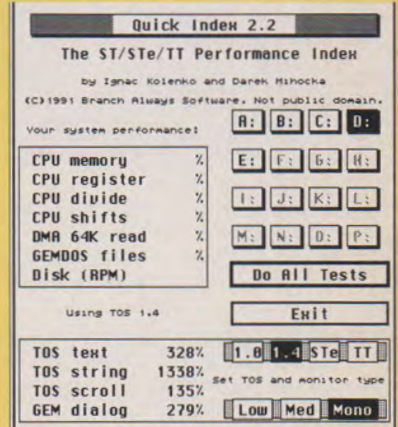 Quick Index 2.2
The ST/STe/TT Performance Index
by Ignac Kolenko and Darek Mihocka
(C)1991 Branch Always Software. Not public domain.
Your system performance:
A: B: C: D:
CPU memory %
CPU register %
CPU divide %
CPU shifts %
DMA 64K read %
GEMDOS files %
Disk (RPM)
E: F: G: H:
I: J: K: L:
M: N: O: P:
Do All Tests
Using TOS 1.4
Exit
TOS text 328%
TOS string 1338%
TOS scroll 135%
GEM dialog 279%
1.0 1.4 STe TT
Set TOS and monitor type
Low Med Mono